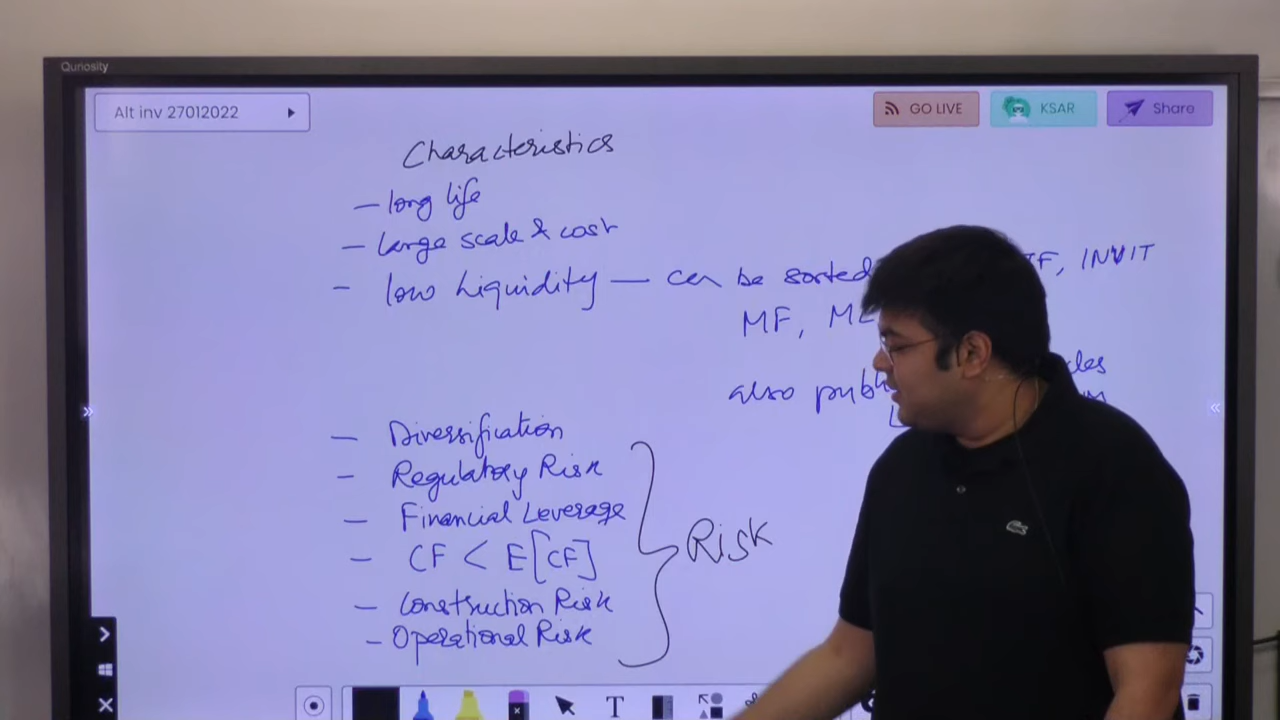 Quriosity
Alt inv 27012022
GO LIVE
KSAR
Share
Characteristics
— long life
— large scale & cost
— low liquidity — can be sorted F, INVIT
MF,
also
— Diversification
— Regulatory Risk
— Financial Leverage
— CF < E[CF]
— Construction Risk
— Operational Risk
Risk
T